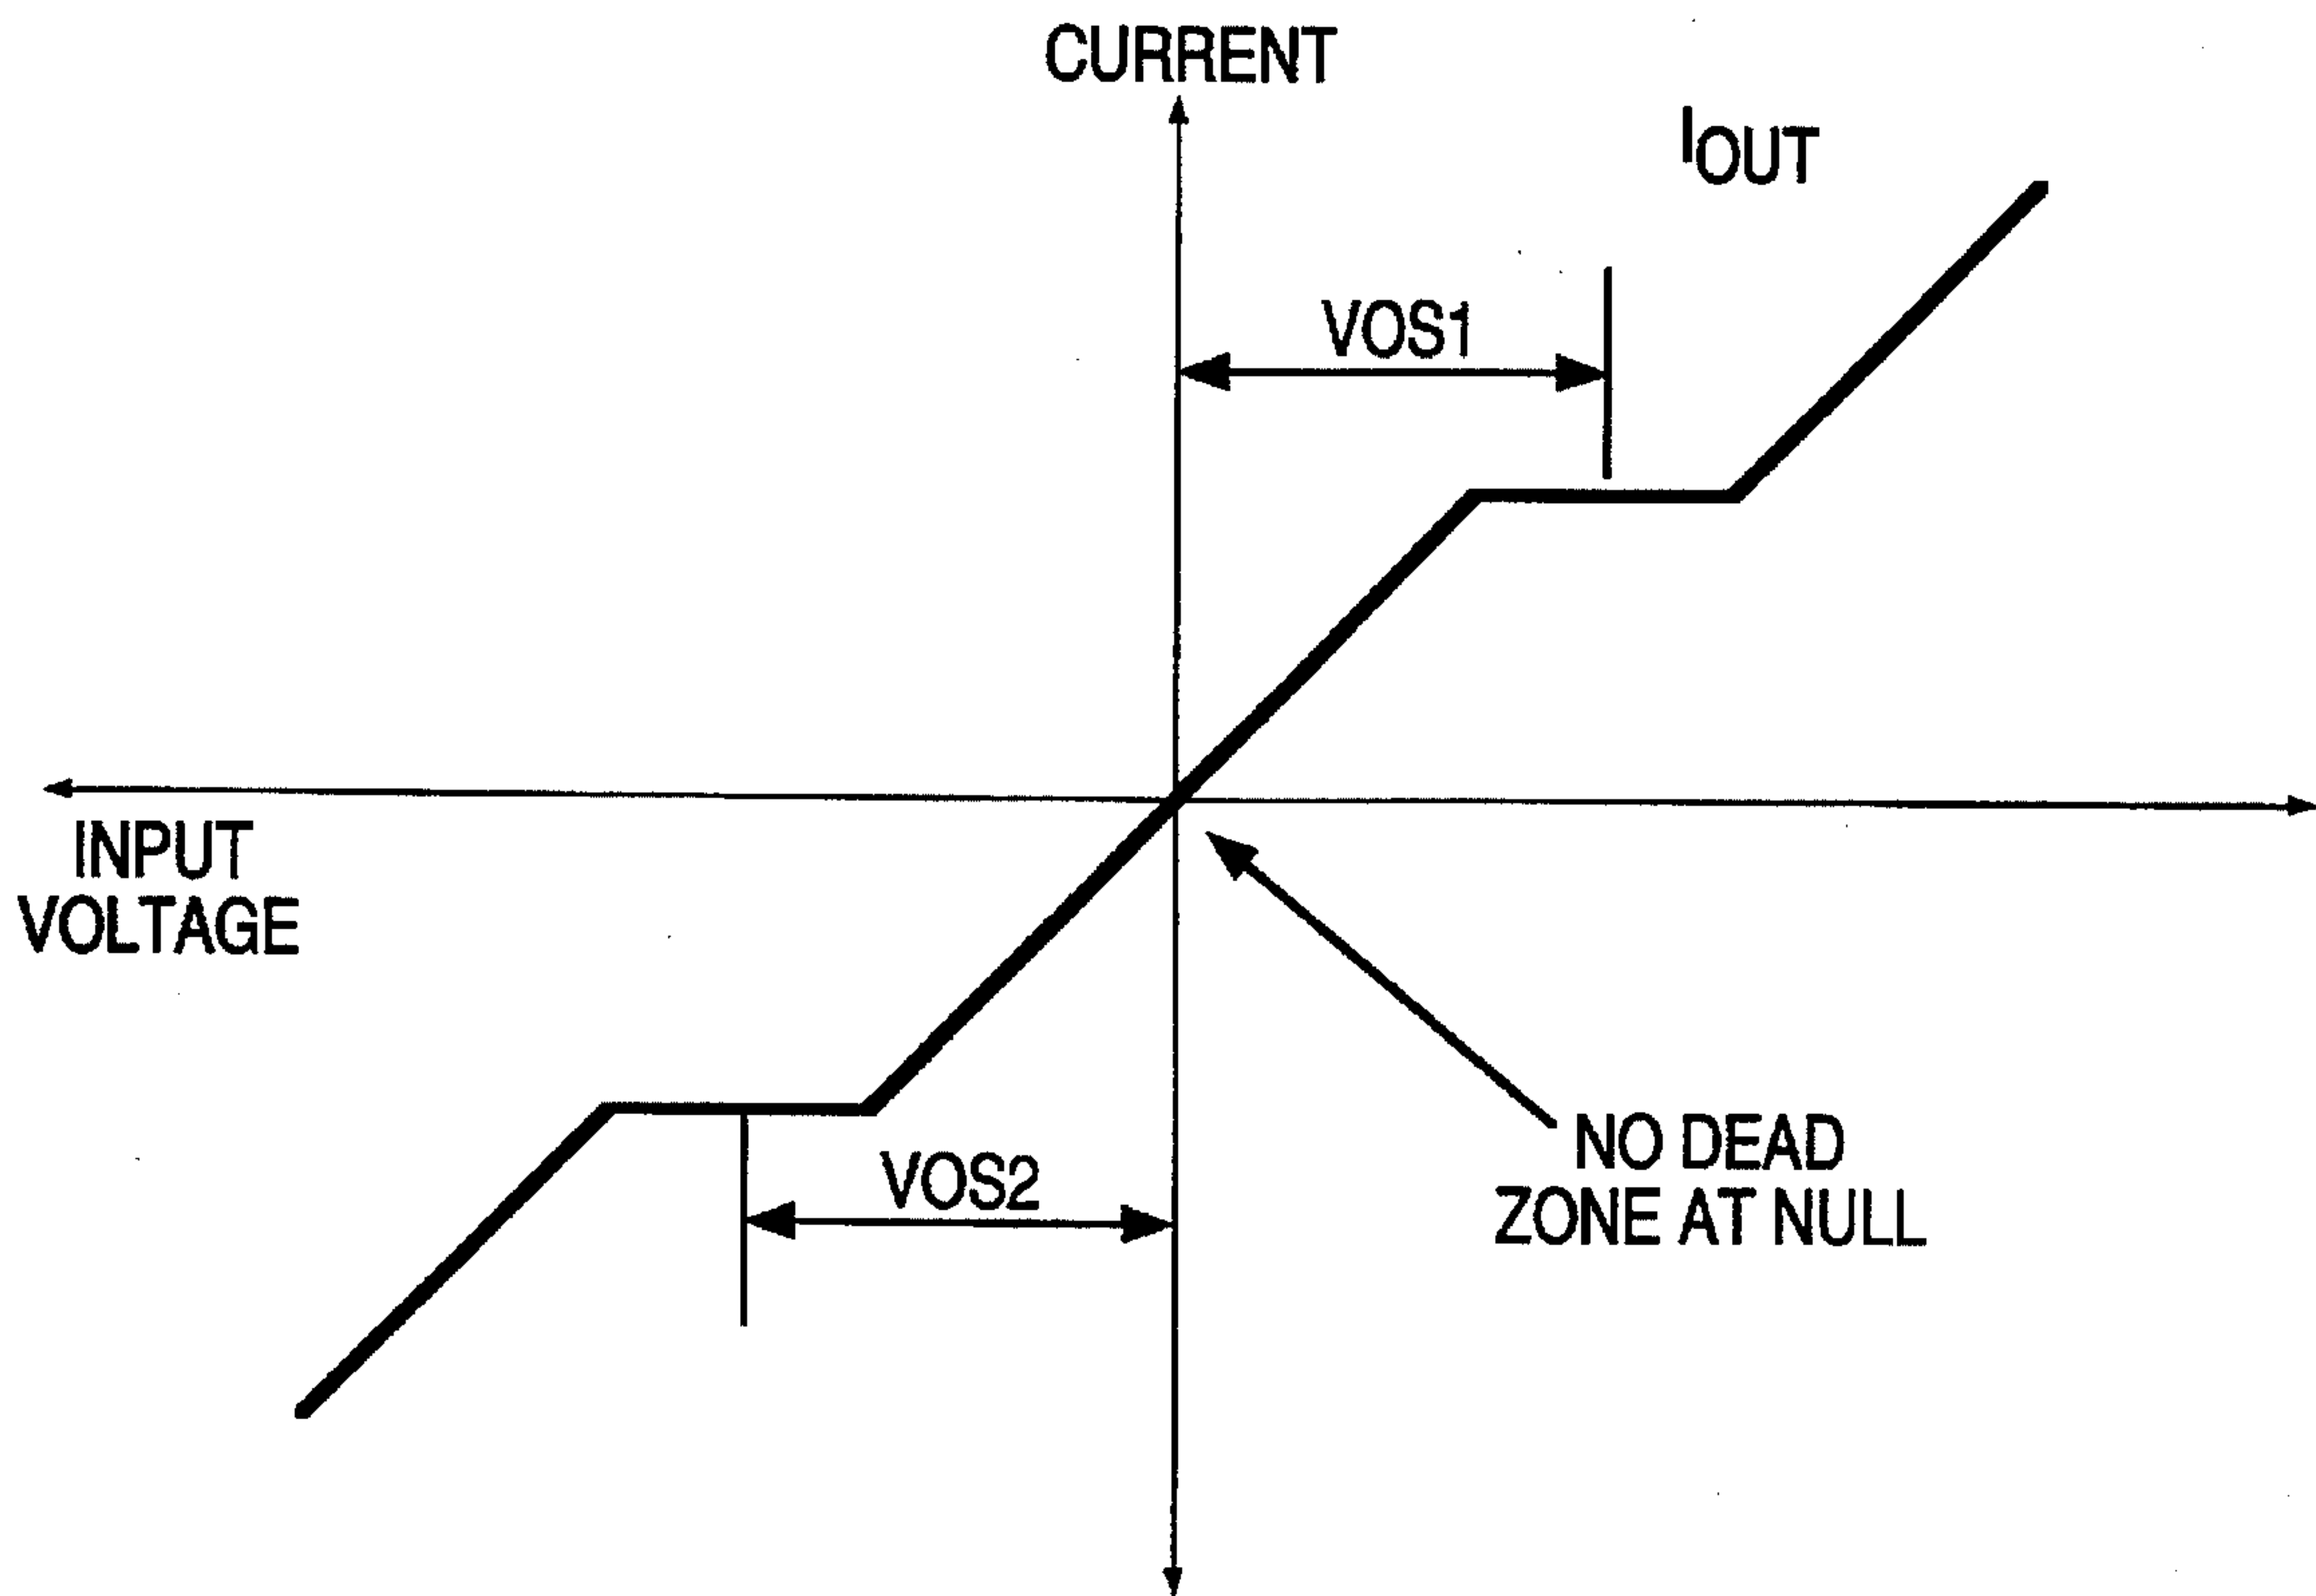 CURRENT
IOUT
VOS1
INPUT
VOLTAGE
VOS2
NO DEAD
ZONE AT NULL